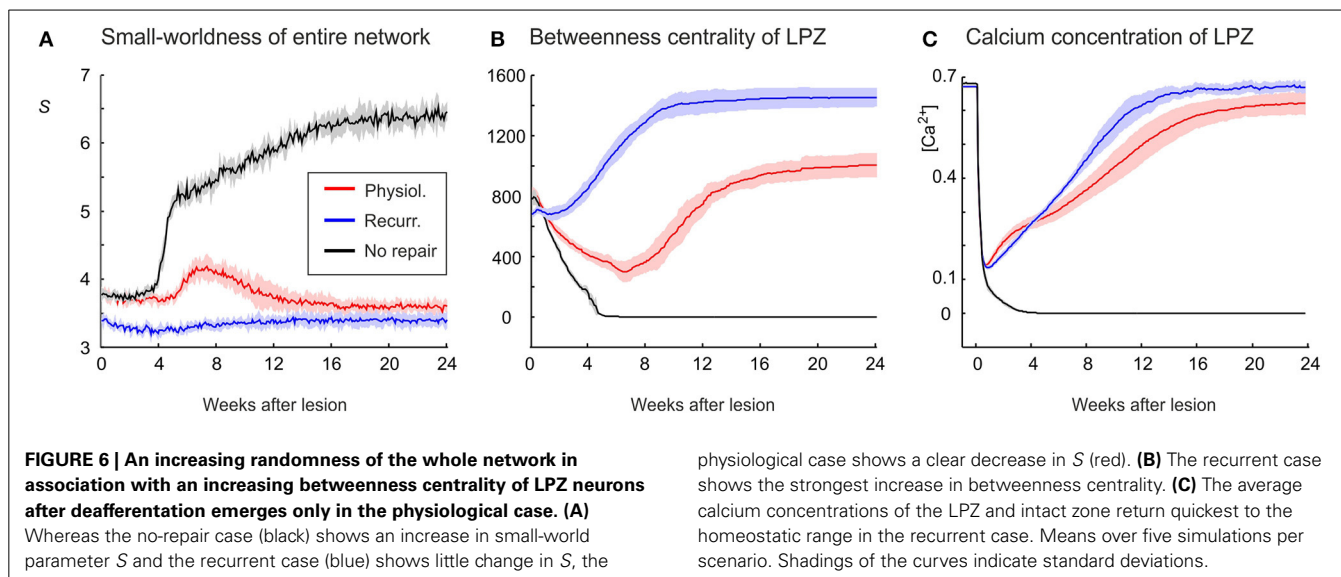 A Small-worldness of entire network
S
7
6
5
4
3
0 4 8 12 16 20 24
Weeks after lesion
Physiol.
Recurr.
No repair
B Betweenness centrality of LPZ
1600
1200
800
400
0
0 4 8 12 16 20 24
Weeks after lesion
C Calcium concentration of LPZ
[Ca2+]
0.7
0.4
0.1
0
0 4 8 12 16 20 24
Weeks after lesion
FIGURE 6 | An increasing randomness of the whole network in
association with an increasing betweenness centrality of LPZ neurons
after deafferentation emerges only in the physiological case. (A)
Whereas the no-repair case (black) shows an increase in small-world
parameter S and the recurrent case (blue) shows little change in S, the
physiological case shows a clear decrease in S (red). (B) The recurrent case
shows the strongest increase in betweenness centrality. (C) The average
calcium concentrations of the LPZ and intact zone return quickest to the
homeostatic range in the recurrent case. Means over five simulations per
scenario. Shadings of the curves indicate standard deviations.